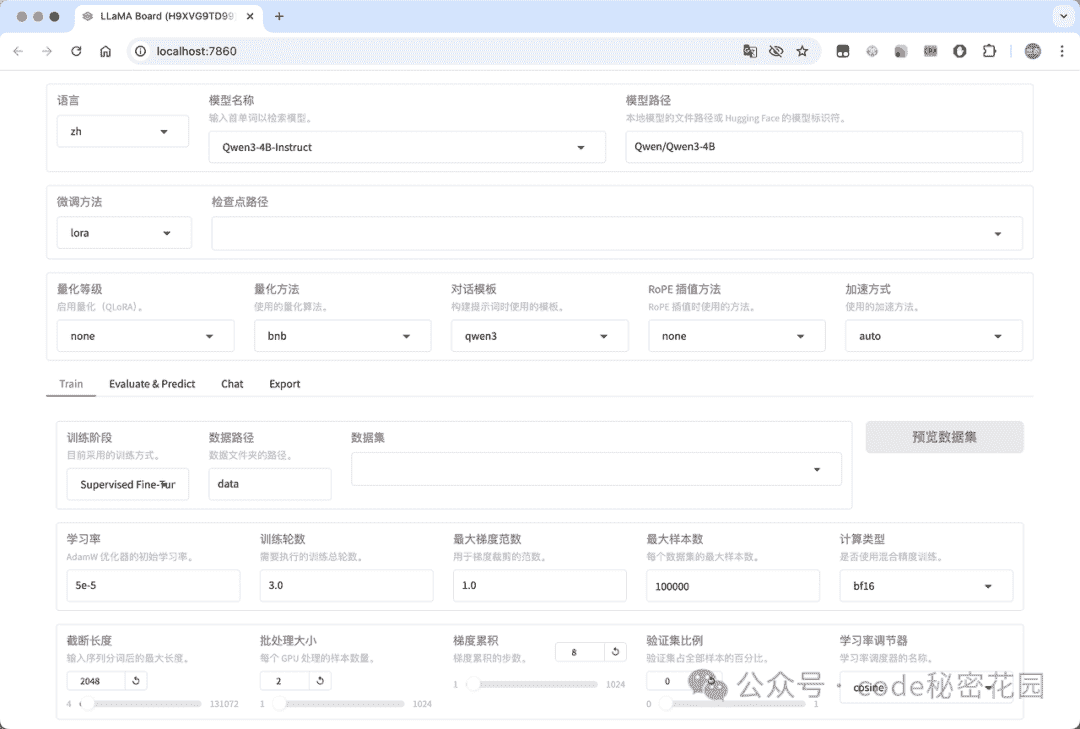 LLaMA Board (H9XVG9TD99
localhost:7860
语言
zh
模型名称
输入首单词以检索模型。
Qwen3-4B-Instruct
模型路径
本地模型的文件路径或 Hugging Face 的模型标识符。
Qwen/Qwen3-4B
微调方法
lora
检查点路径
量化等级
启用量化（QLoRA）。
none
量化方法
使用的量化算法。
bnb
对话模板
构建提示词时使用的模板。
qwen3
RoPE 插值方法
RoPE 插值时使用的方法。
none
加速方式
使用的加速方法。
auto
Train
Evaluate & Predict
Chat
Export
训练阶段
目前采用的训练方式。
Supervised Fine-Tur
数据路径
数据文件夹的路径。
data
数据集
预览数据集
学习率
AdamW 优化器的初始学习率。
5e-5
训练轮数
需要执行的训练总轮数。
3.0
最大梯度范数
用于梯度裁剪的范数。
1.0
最大样本数
每个数据集的最大样本数。
100000
计算类型
是否使用混合精度训练。
bf16
截断长度
输入序列分词后的最大长度。
2048
4
131072
批处理大小
每个 GPU 处理的样本数量。
2
1
1024
梯度累积
梯度累积的步数。
8
1
1024
验证集比例
验证集占全部样本的百分比。
0
0
1
学习率调节器
学习率调度器的名称。
cosine
公众号 · code秘密花园